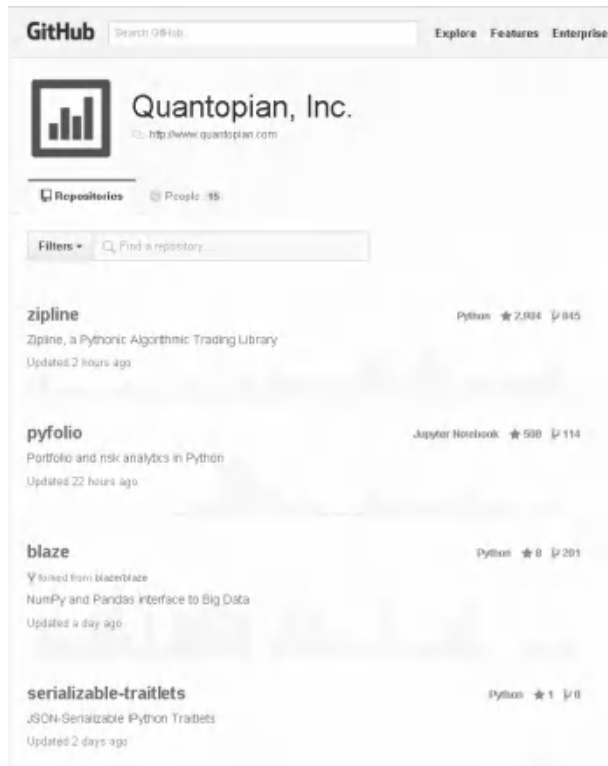 GitHub Search GitHub Explore Features Enterprise
Quantopian, Inc.
http://www.quantopian.com
Repositories People 15
Filters Find a repository...
zipline Python 2,904 845
Zipline, a Pythonic Algorithmic Trading Library
Updated 2 hours ago
pyfolio Jupyter Notebook 114
Portfolio and risk analytics in Python
Updated 22 hours ago
blaze Python 8 201
forked from blaze/blaze
NumPy and Pandas interface to Big Data
Updated a day ago
serializable-traitlets Python 1 0
JSON-Serializable IPython Traitlets
Updated 2 days ago